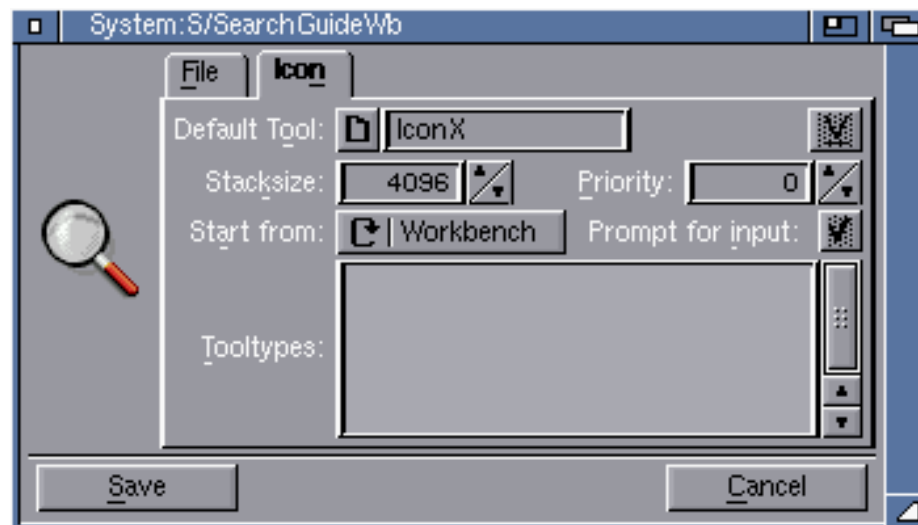 System:S/SearchGuideWb
File Icon
Default Tool: IconX
Stacksize: 4096 Priority: 0
Start from: Workbench Prompt for input:
Tooltypes:
Save Cancel